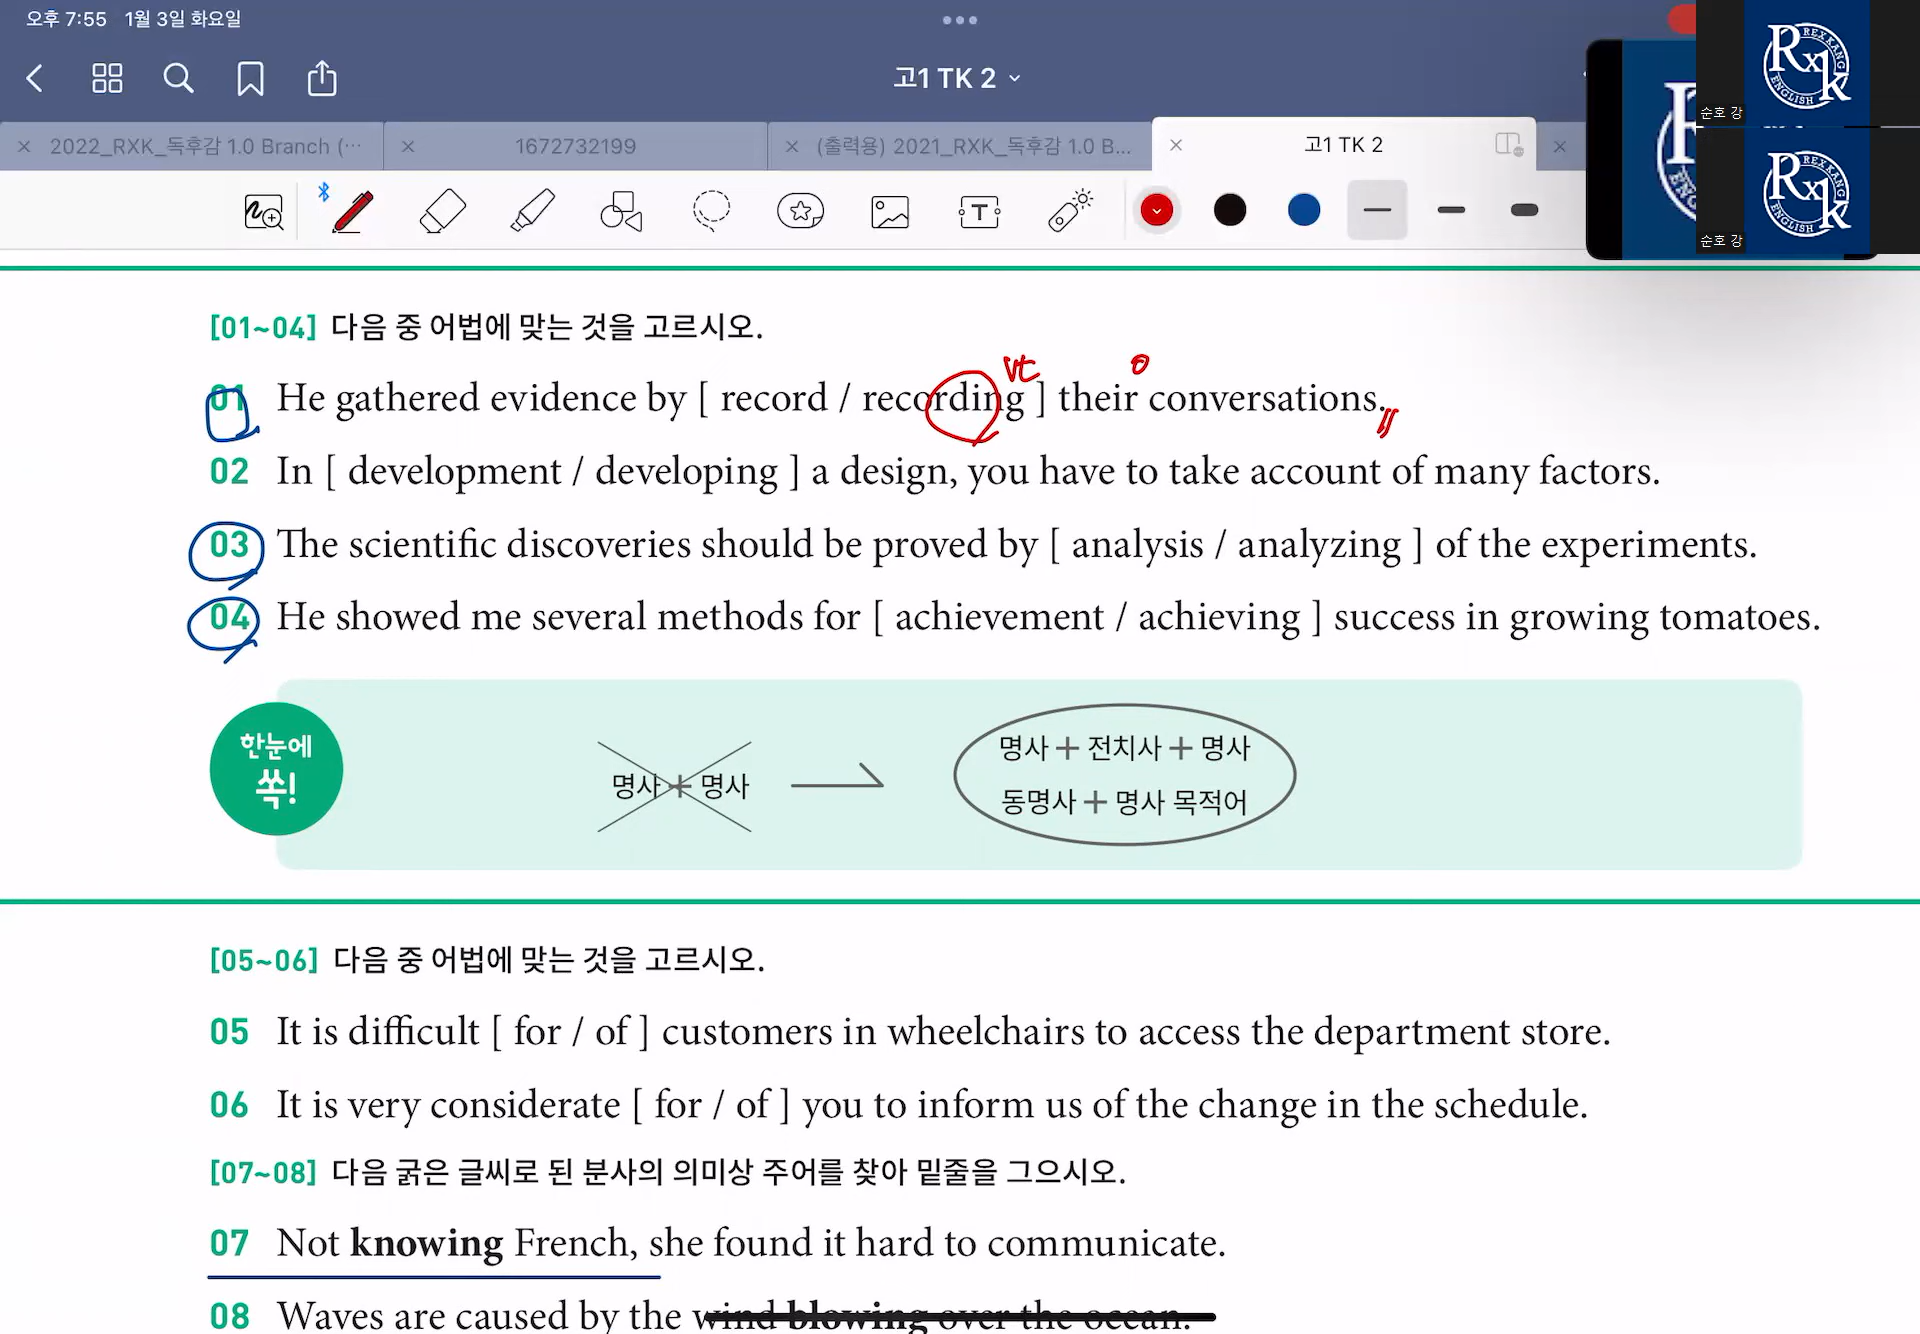 오후 7:55 1월 3일 화요일
고1 TK 2
2022_RXK_독후감 1.0 Branch (…
1672732199
(출력용) 2021_RXK_독후감 1.0 B...
고1 TK 2
REX KANG
Rxk
ENGLISH
순호 강
REX KANG
Rxk
ENGLISH
순호 강
[01~04] 다음 중 어법에 맞는 것을 고르시오.
vt o
01 He gathered evidence by [ record / recording ] their conversations.
02 In [ development / developing ] a design, you have to take account of many factors.
03 The scientific discoveries should be proved by [ analysis / analyzing ] of the experiments.
04 He showed me several methods for [ achievement / achieving ] success in growing tomatoes.
한눈에
쏙!
명사 + 명사
명사 + 전치사 + 명사
동명사 + 명사 목적어
[05~06] 다음 중 어법에 맞는 것을 고르시오.
05 It is difficult [ for / of ] customers in wheelchairs to access the department store.
06 It is very considerate [ for / of ] you to inform us of the change in the schedule.
[07~08] 다음 굵은 글씨로 된 분사의 의미상 주어를 찾아 밑줄을 그으시오.
07 Not knowing French, she found it hard to communicate.
08 Waves are caused by the wind blowing over the ocean.